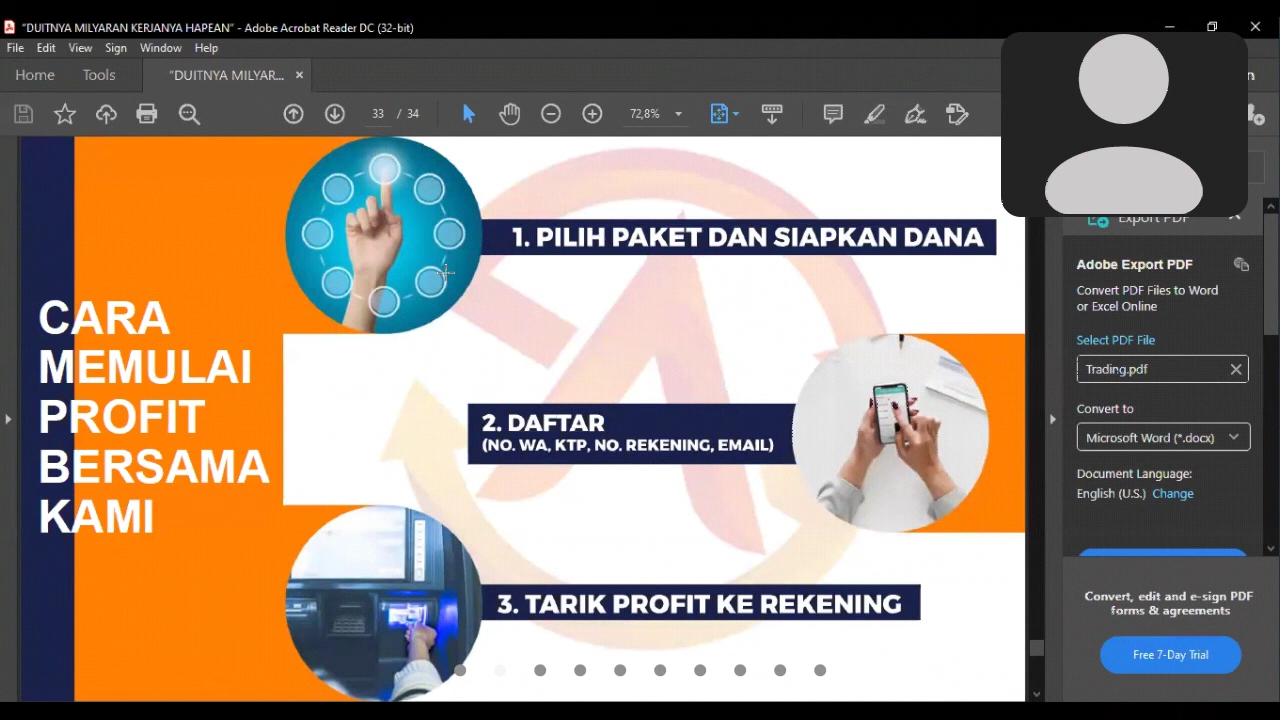 "DUITNYA MILYARAN KERJANYA HAPEAN" - Adobe Acrobat Reader DC (32-bit)
File Edit View Sign Window Help
Home Tools "DUITNYA MILYAR... ×
33 / 34 72,8%
1. PILIH PAKET DAN SIAPKAN DANA
CARA
MEMULAI
PROFIT
BERSAMA
KAMI
2. DAFTAR
(NO. WA, KTP, NO. REKENING, EMAIL)
3. TARIK PROFIT KE REKENING
Export PDF
Adobe Export PDF
Convert PDF Files to Word
or Excel Online
Select PDF File
Trading.pdf
Convert to
Microsoft Word (*.docx)
Document Language:
English (U.S.) Change
Convert, edit and e-sign PDF
forms & agreements
Free 7-Day Trial